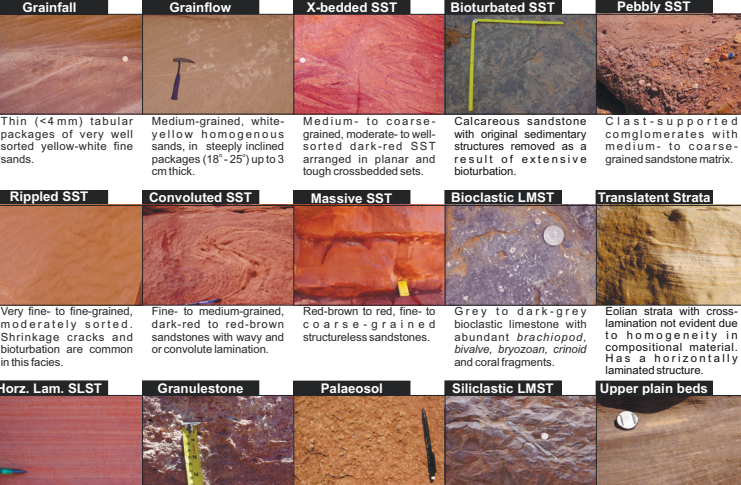 Grainfall
Grainflow
X-bedded SST
Bioturbated SST
Pebbly SST
Thin (<4 mm) tabular
packages of very well
sorted yellow-white fine
sands.
Medium-grained, white-
yellow homogenous
sands, in steeply inclined
packages (18°-25°) up to 3
cm thick.
Medium- to coarse-
grained, moderate- to well-
sorted dark-red SST
arranged in planar and
tough crossbedded sets.
Calcareous sandstone
with original sedimentary
structures removed as a
result of extensive
bioturbation.
Clast-supported
comglomerates with
medium- to coarse-
grained sandstone matrix.
Rippled SST
Convoluted SST
Massive SST
Bioclastic LMST
Translatent Strata
Very fine- to fine-grained,
moderately sorted.
Shrinkage cracks and
bioturbation are common
in this facies.
Fine- to medium-grained,
dark-red to red-brown
sandstones with wavy and
or convolute lamination.
Red-brown to red, fine- to
coarse-grained
structureless sandstones.
Grey to dark-grey
bioclastic limestone with
abundant brachiopod,
bivalve, bryozoan, crinoid
and coral fragments.
Eolian strata with cross-
lamination not evident due
to homogeneity in
compositional material.
Has a horizontally
laminated structure.
Horz. Lam. SLST
Granulestone
Palaeosol
Siliclastic LMST
Upper plain beds